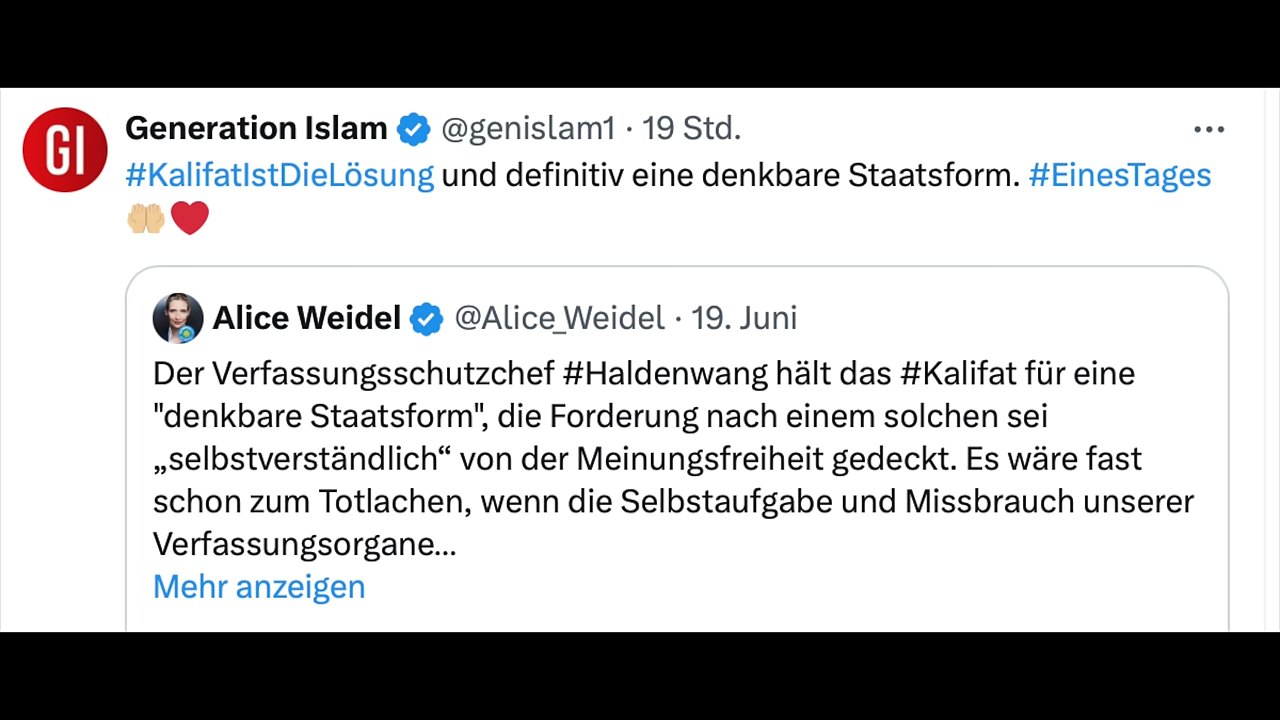 GI
Generation Islam @genislam1 · 19 Std.
#KalifatIstDieLösung und definitiv eine denkbare Staatsform. #EinesTages
🤲🏼❤️
Alice Weidel @Alice_Weidel · 19. Juni
Der Verfassungsschutzchef #Haldenwang hält das #Kalifat für eine
"denkbare Staatsform", die Forderung nach einem solchen sei
„selbstverständlich“ von der Meinungsfreiheit gedeckt. Es wäre fast
schon zum Totlachen, wenn die Selbstaufgabe und Missbrauch unserer
Verfassungsorgane...
Mehr anzeigen